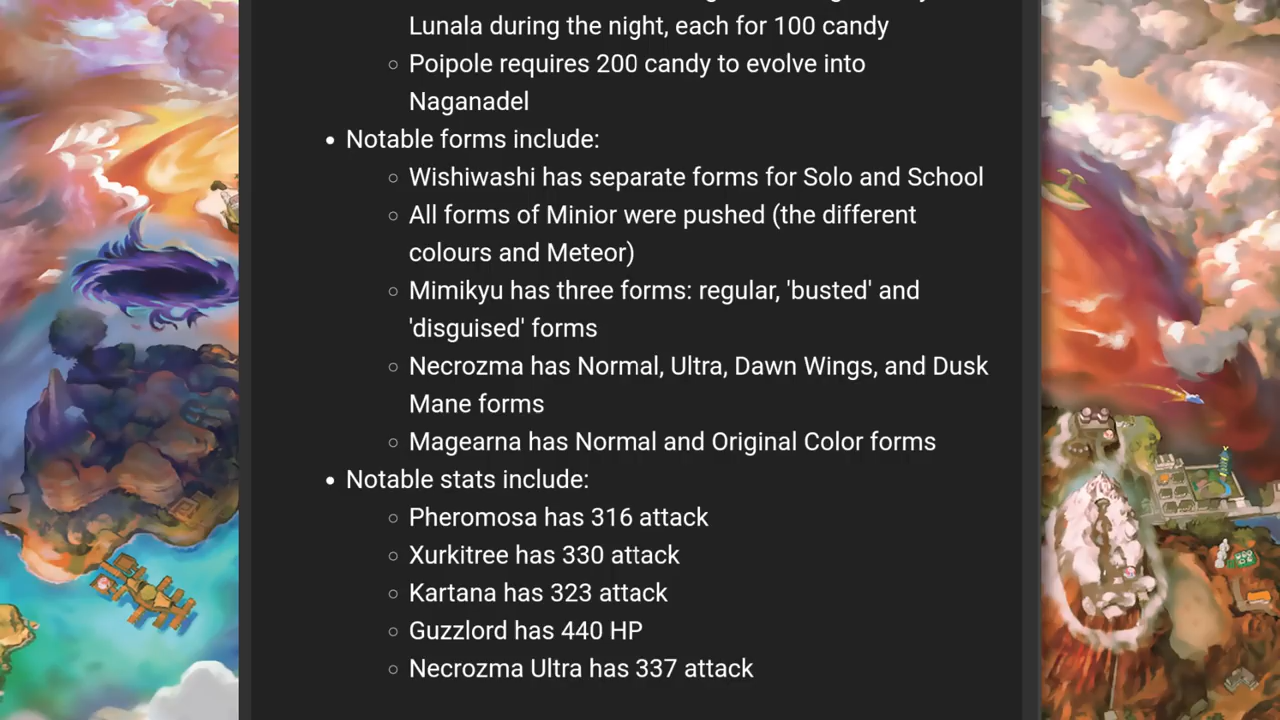 Lunala during the night, each for 100 candy
Poipole requires 200 candy to evolve into
Naganadel
Notable forms include:
Wishiwashi has separate forms for Solo and School
All forms of Minior were pushed (the different
colours and Meteor)
Mimikyu has three forms: regular, 'busted' and
'disguised' forms
Necrozma has Normal, Ultra, Dawn Wings, and Dusk
Mane forms
Magearna has Normal and Original Color forms
Notable stats include:
Pheromosa has 316 attack
Xurkitree has 330 attack
Kartana has 323 attack
Guzzlord has 440 HP
Necrozma Ultra has 337 attack